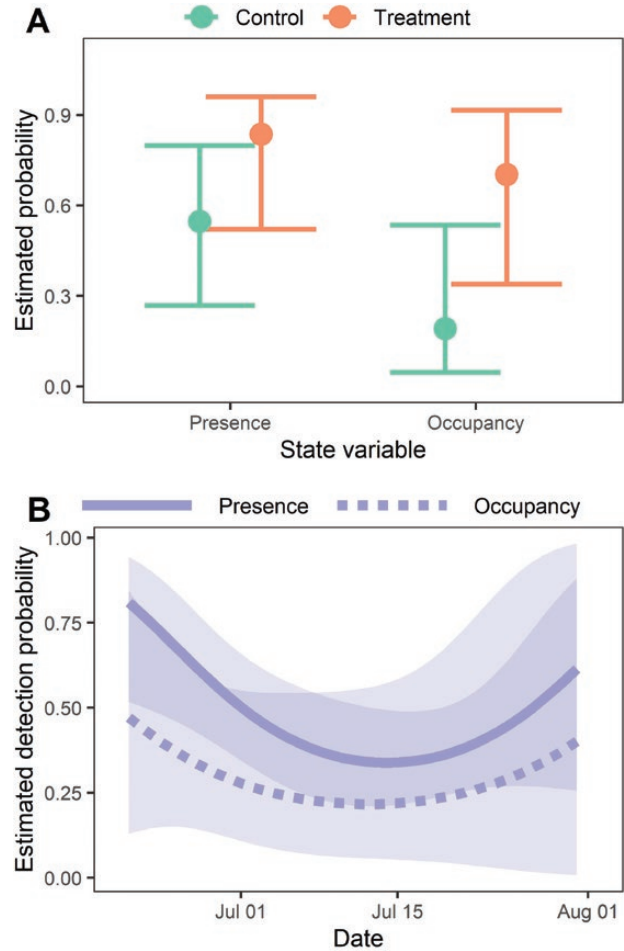 A
Control Treatment
Estimated probability
0.9
0.6
0.3
0.0
Presence Occupancy
State variable
B
Presence Occupancy
Estimated detection probability
1.00
0.75
0.50
0.25
0.00
Jul 01 Jul 15 Aug 01
Date